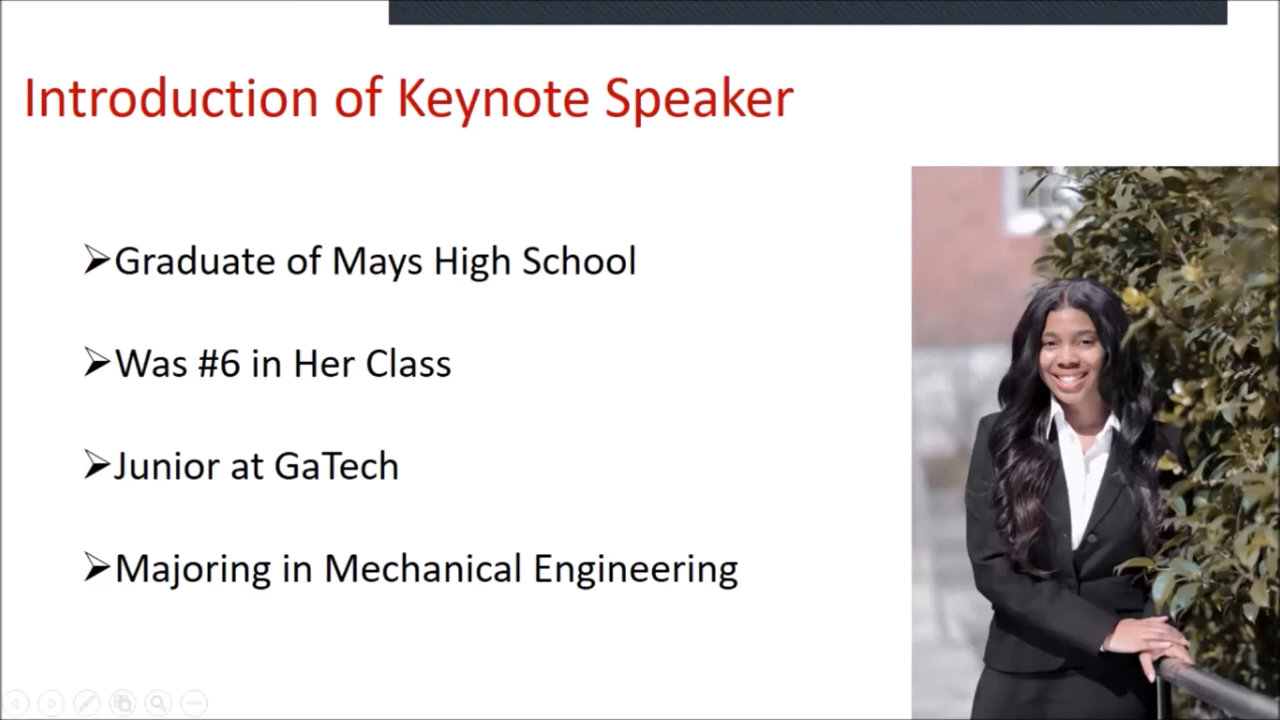 Introduction of Keynote Speaker
➢Graduate of Mays High School
➢Was #6 in Her Class
➢Junior at GaTech
➢Majoring in Mechanical Engineering